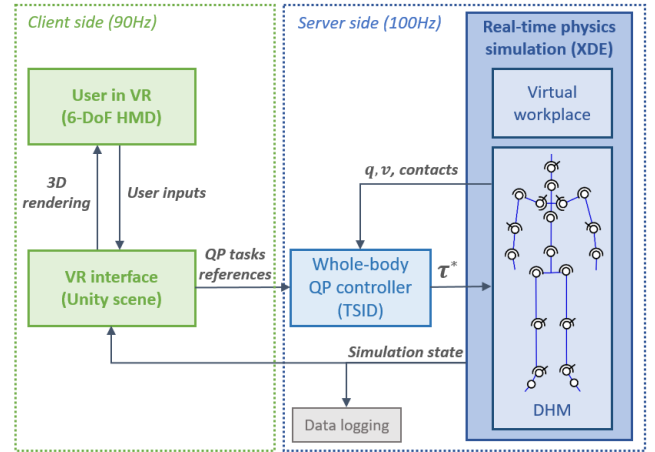 Client side (90Hz)
Server side (100Hz)
Real-time physics
simulation (XDE)
User in VR
(6-DoF HMD)
Virtual
workplace
3D
rendering
User inputs
q, v, contacts
VR interface
(Unity scene)
QP tasks
references
Whole-body
QP controller
(TSID)
τ*
Simulation state
Data logging
DHM